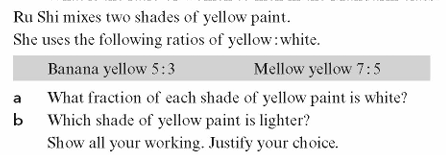 Ru Shi mixes two shades of yellow paint.
She uses the following ratios of yellow:white.
Banana yellow 5:3 Mellow yellow 7:5
a What fraction of each shade of yellow paint is white?
b Which shade of yellow paint is lighter?
Show all your working. Justify your choice.